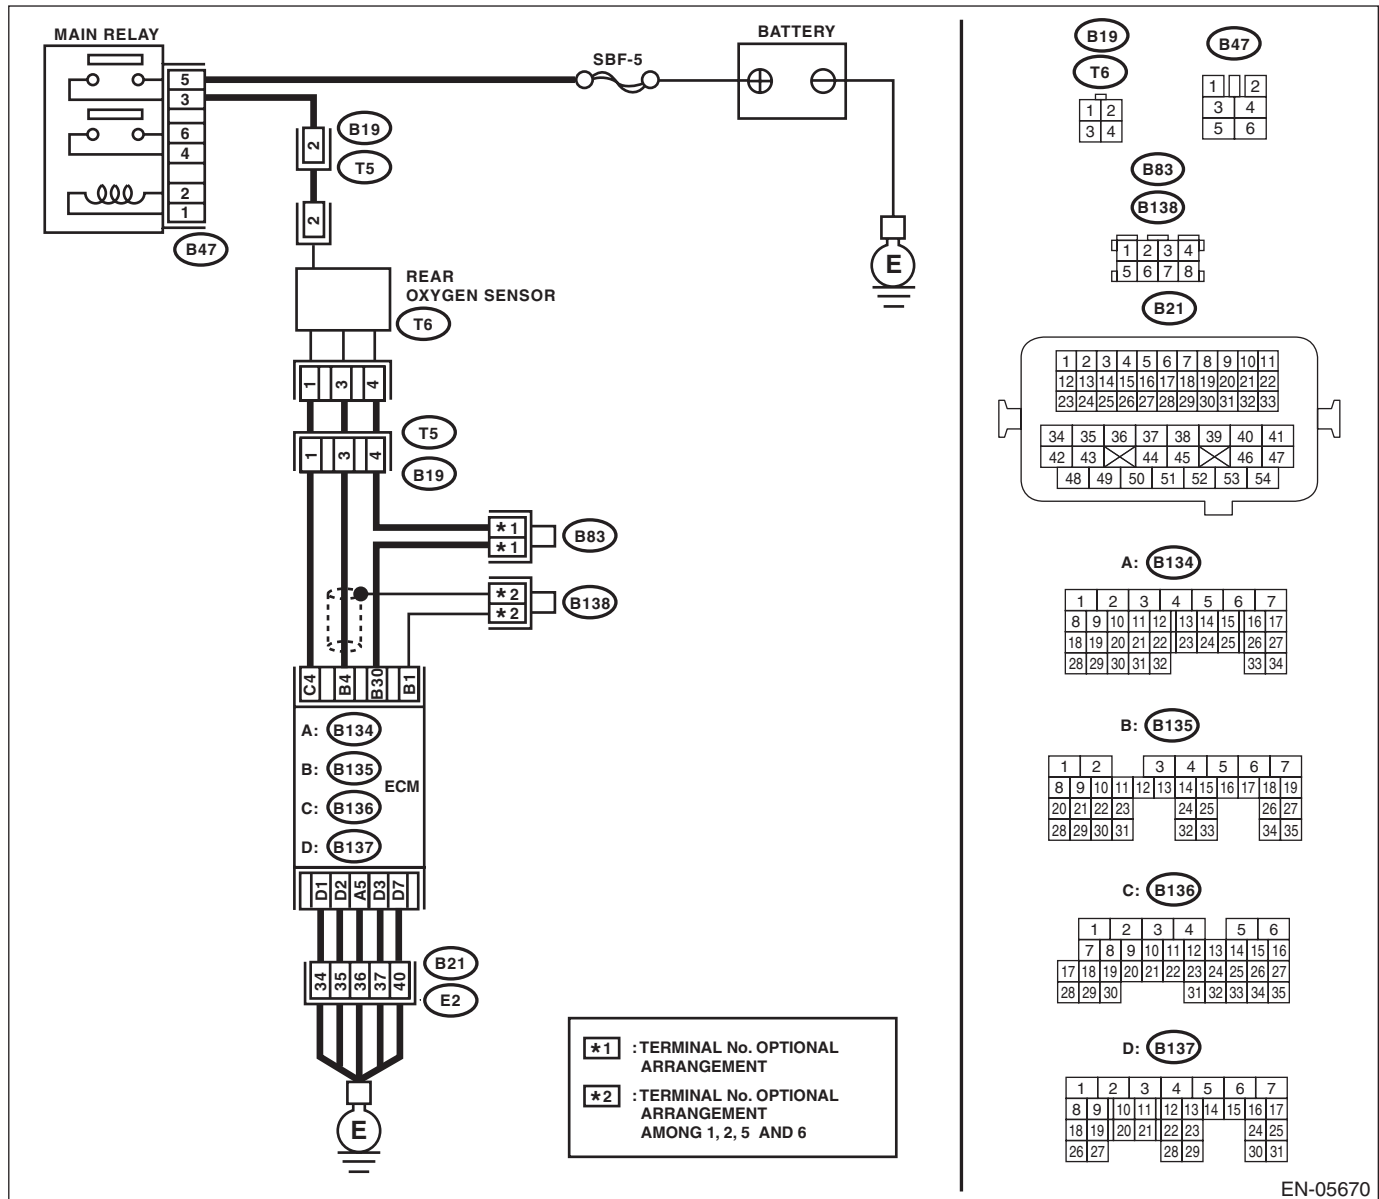 MAIN RELAY
5
3
6
4
2
1
B47
SBF-5
BATTERY
E
2
B19
T5
2
REAR
OXYGEN SENSOR
T6
1 3 4
1 3 4
T5
B19
*1
*1
B83
*2
*2
B138
C4 B4 B30 B1
A: B134
B: B135
ECM
C: B136
D: B137
D1 D2 A5 D3 D7
34 35 36 37 40
B21
E2
E
*1 : TERMINAL No. OPTIONAL
ARRANGEMENT
*2 : TERMINAL No. OPTIONAL
ARRANGEMENT
AMONG 1, 2, 5 AND 6
B19
T6
1 2
3 4
B47
1 2
3 4
5 6
B83
B138
1 2 3 4
5 6 7 8
B21
1 2 3 4 5 6 7 8 9 10 11
12 13 14 15 16 17 18 19 20 21 22
23 24 25 26 27 28 29 30 31 32 33
34 35 36 37 38 39 40 41
42 43 44 45 46 47
48 49 50 51 52 53 54
A: B134
1 2 3 4 5 6 7
8 9 10 11 12 13 14 15 16 17
18 19 20 21 22 23 24 25 26 27
28 29 30 31 32 33 34
B: B135
1 2 3 4 5 6 7
8 9 10 11 12 13 14 15 16 17 18 19
20 21 22 23 24 25 26 27
28 29 30 31 32 33 34 35
C: B136
1 2 3 4 5 6
7 8 9 10 11 12 13 14 15 16
17 18 19 20 21 22 23 24 25 26 27
28 29 30 31 32 33 34 35
D: B137
1 2 3 4 5 6 7
8 9 10 11 12 13 14 15 16 17
18 19 20 21 22 23 24 25
26 27 28 29 30 31
EN-05670